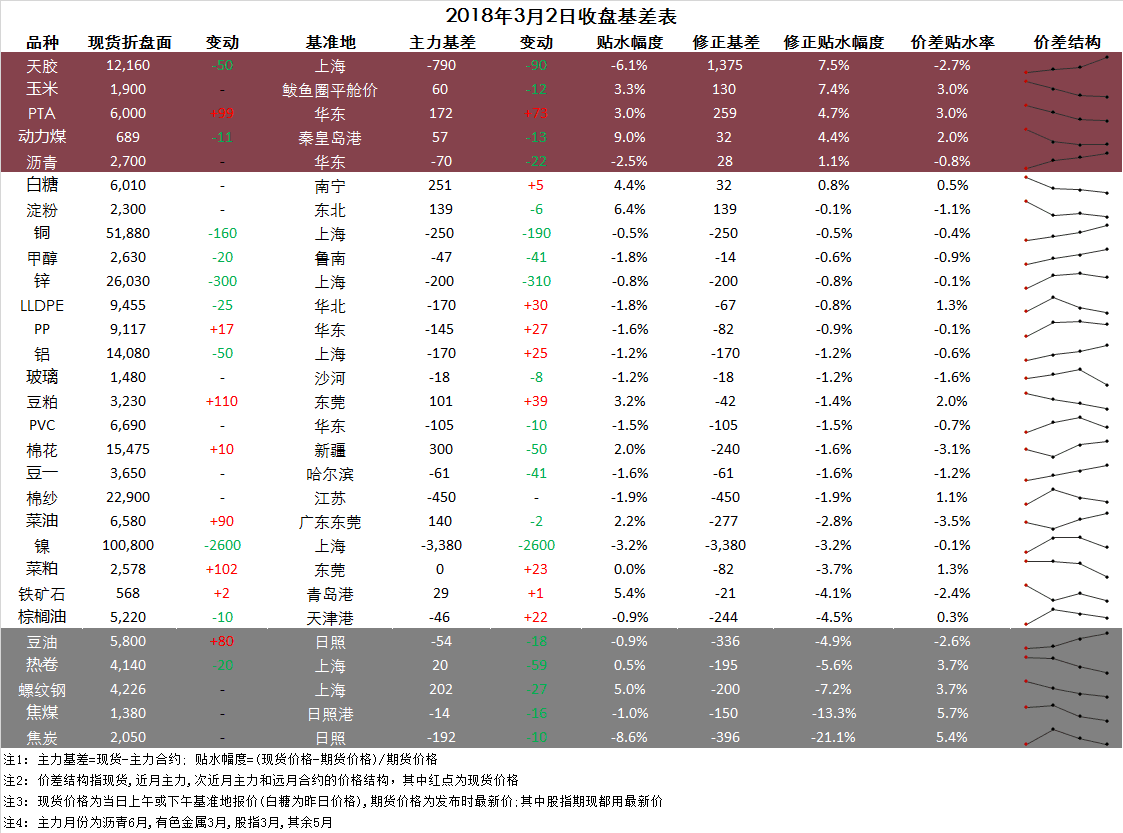 2018年3月2日收盘基差表
品种 现货折盘面 变动 基准地 主力基差 变动 贴水幅度 修正基差 修正贴水幅度 价差贴水率 价差结构
天胶 12,160 -50 上海 -790 -90 -6.1% 1,375 7.5% -2.7%
玉米 1,900 - 鲅鱼圈平舱价 60 -12 3.3% 130 7.4% 3.0%
PTA 6,000 +99 华东 172 +73 3.0% 259 4.7% 3.0%
动力煤 689 -11 秦皇岛港 57 -13 9.0% 32 4.4% 2.0%
沥青 2,700 - 华东 -70 -22 -2.5% 28 1.1% -0.8%
白糖 6,010 - 南宁 251 +5 4.4% 32 0.8% 0.5%
淀粉 2,300 - 东北 139 -6 6.4% 139 -0.1% -1.1%
铜 51,880 -160 上海 -250 -190 -0.5% -250 -0.5% -0.4%
甲醇 2,630 -20 鲁南 -47 -41 -1.8% -14 -0.6% -0.9%
锌 26,030 -300 上海 -200 -310 -0.8% -200 -0.8% -0.1%
LLDPE 9,455 -25 华北 -170 +30 -1.8% -67 -0.8% 1.3%
PP 9,117 +17 华东 -145 +27 -1.6% -82 -0.9% -0.1%
铝 14,080 -50 上海 -170 +25 -1.2% -170 -1.2% -0.6%
玻璃 1,480 - 沙河 -18 -8 -1.2% -18 -1.2% -1.6%
豆粕 3,230 +110 东莞 101 +39 3.2% -42 -1.4% 2.0%
PVC 6,690 - 华东 -105 -10 -1.5% -105 -1.5% -0.7%
棉花 15,475 +10 新疆 300 -50 2.0% -240 -1.6% -3.1%
豆一 3,650 - 哈尔滨 -61 -41 -1.6% -61 -1.6% -1.2%
棉纱 22,900 - 江苏 -450 - -1.9% -450 -1.9% 1.1%
菜油 6,580 +90 广东东莞 140 -2 2.2% -277 -2.8% -3.5%
镍 100,800 -2600 上海 -3,380 -2600 -3.2% -3,380 -3.2% -0.1%
菜粕 2,578 +102 东莞 0 +23 0.0% -82 -3.7% 1.3%
铁矿石 568 +2 青岛港 29 +1 5.4% -21 -4.1% -2.4%
棕榈油 5,220 -10 天津港 -46 +22 -0.9% -244 -4.5% 0.3%
豆油 5,800 +80 日照 -54 -18 -0.9% -336 -4.9% -2.6%
热卷 4,140 -20 上海 20 -59 0.5% -195 -5.6% 3.7%
螺纹钢 4,226 - 上海 202 -27 5.0% -200 -7.2% 3.7%
焦煤 1,380 - 日照港 -14 -16 -1.0% -150 -13.3% 5.7%
焦炭 2,050 - 日照 -192 -10 -8.6% -396 -21.1% 5.4%
注1: 主力基差=现货-主力合约; 贴水幅度=(现货价格-期货价格)/期货价格
注2: 价差结构指现货,近月主力,次近月主力和远月合约的价格结构，其中红点为现货价格
注3: 现货价格为当日上午或下午基准地报价(白糖为昨日价格),期货价格为发布时最新价;其中股指期现都用最新价
注4: 主力月份为沥青6月,有色金属3月,股指3月,其余5月